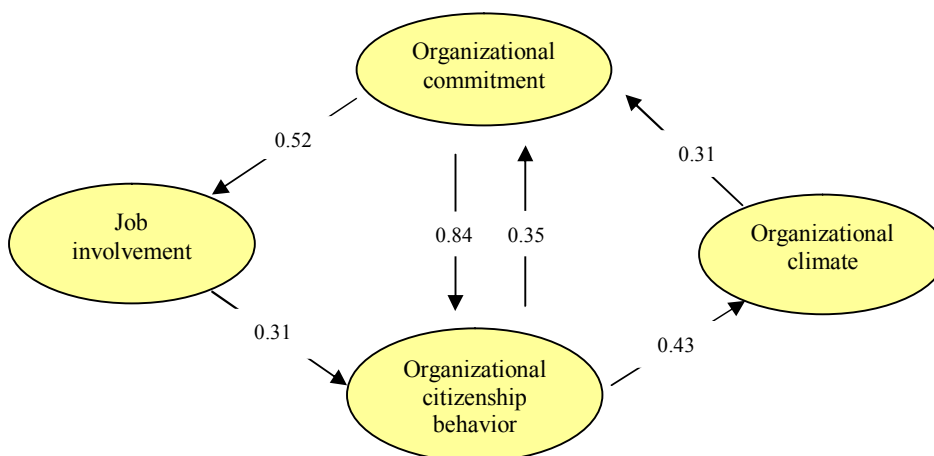 Organizational
commitment
0.52
0.31
Job
involvement
0.84
0.35
Organizational
climate
0.31
0.43
Organizational
citizenship
behavior